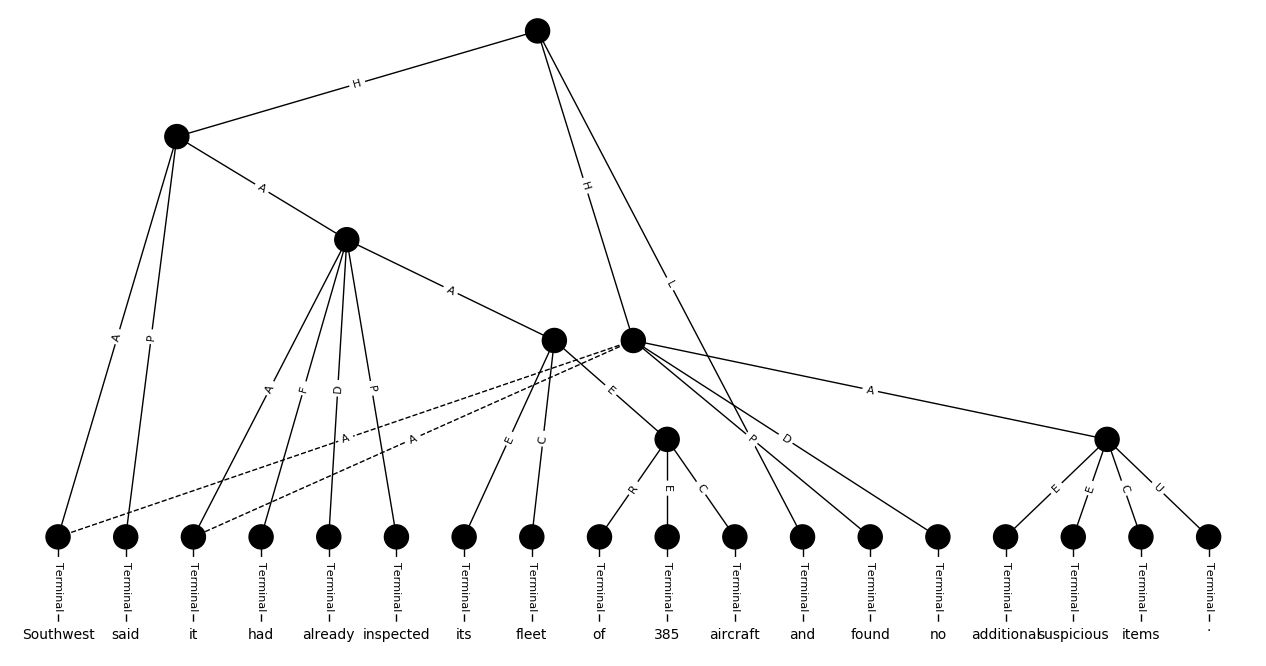 H
A
H
A
L
A
P
A
F
D
P
A
E
A
A
E
C
P
D
R
E
C
E
E
C
U
Terminal Terminal Terminal Terminal Terminal Terminal Terminal Terminal Terminal Terminal Terminal Terminal Terminal Terminal Terminal Terminal Terminal Terminal
Southwest said it had already inspected its fleet of 385 aircraft and found no additional suspicious items .